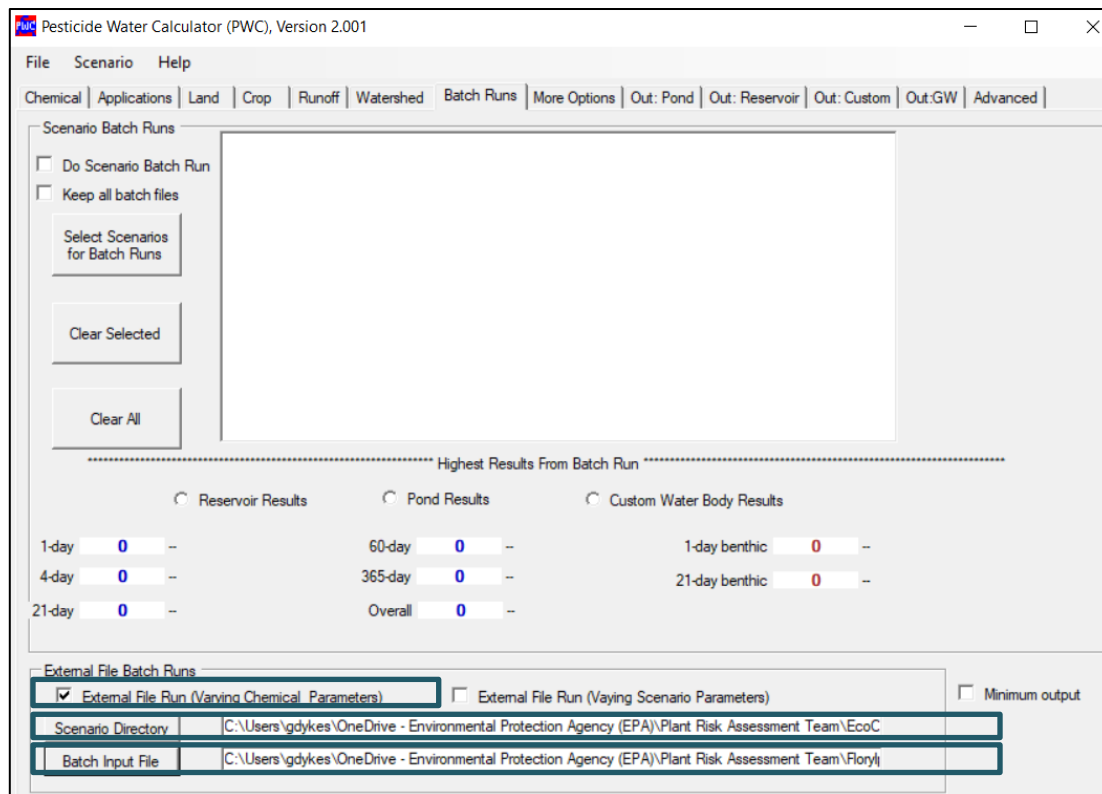 PWC Pesticide Water Calculator (PWC), Version 2.001
File Scenario Help
Chemical Applications Land Crop Runoff Watershed Batch Runs More Options Out: Pond Out: Reservoir Out: Custom Out:GW Advanced
Scenario Batch Runs
Do Scenario Batch Run
Keep all batch files
Select Scenarios
for Batch Runs
Clear Selected
Clear All
Highest Results From Batch Run
Reservoir Results Pond Results Custom Water Body Results
1-day 0 -- 60-day 0 -- 1-day benthic 0 --
4-day 0 -- 365-day 0 -- 21-day benthic 0 --
21-day 0 -- Overall 0 --
External File Batch Runs
External File Run (Varying Chemical Parameters) External File Run (Vaying Scenario Parameters) Minimum output
Scenario Directory C:\Users\gdykes\OneDrive - Environmental Protection Agency (EPA)\Plant Risk Assessment Team\EcoC
Batch Input File C:\Users\gdykes\OneDrive - Environmental Protection Agency (EPA)\Plant Risk Assessment Team\Floryl